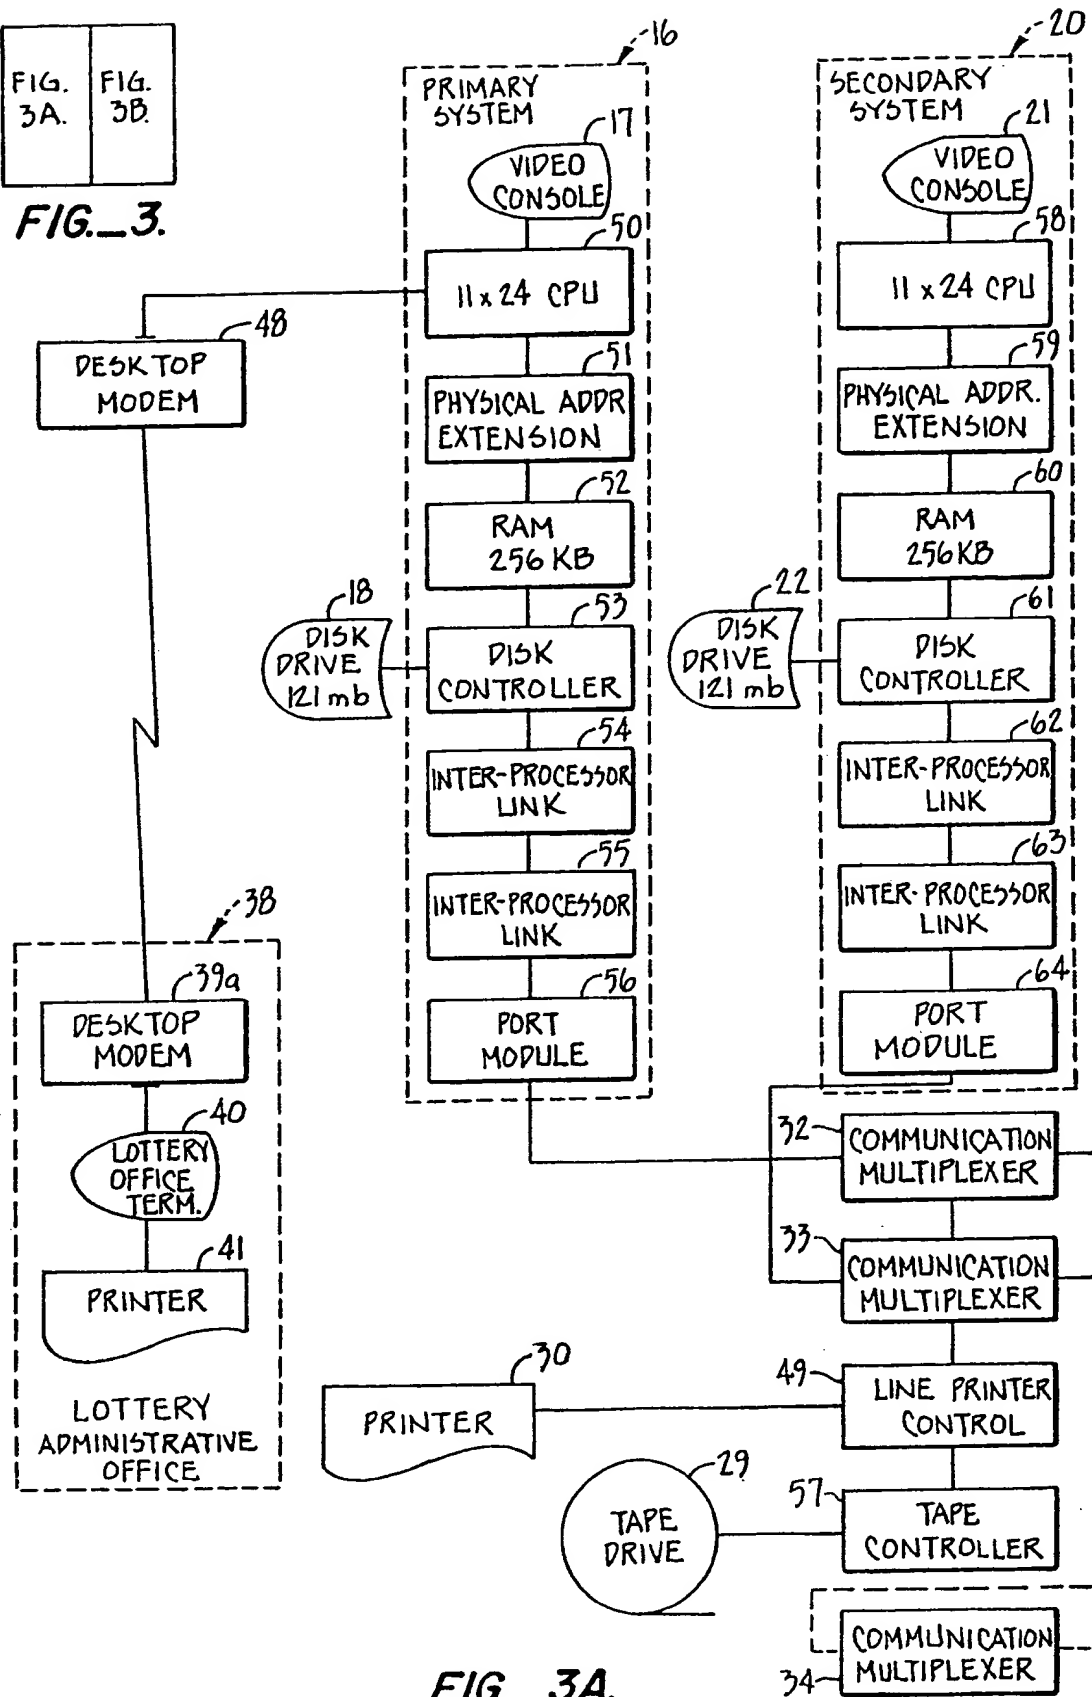 FIG.
3A.
FIG.
3B.
FIG._3.
16
PRIMARY
SYSTEM
17
VIDEO
CONSOLE
50
11 x 24 CPU
51
PHYSICAL ADDR
EXTENSION
52
RAM
256 KB
18
DISK
DRIVE
121 mb
53
DISK
CONTROLLER
54
INTER-PROCESSOR
LINK
55
INTER-PROCESSOR
LINK
56
PORT
MODULE
20
SECONDARY
SYSTEM
21
VIDEO
CONSOLE
58
11 x 24 CPU
59
PHYSICAL ADDR.
EXTENSION
60
RAM
256 KB
22
DISK
DRIVE
121 mb
61
DISK
CONTROLLER
62
INTER-PROCESSOR
LINK
63
INTER-PROCESSOR
LINK
64
PORT
MODULE
48
DESKTOP
MODEM
38
39a
DESKTOP
MODEM
40
LOTTERY
OFFICE
TERM.
41
PRINTER
LOTTERY
ADMINISTRATIVE
OFFICE
32
COMMUNICATION
MULTIPLEXER
33
COMMUNICATION
MULTIPLEXER
30
PRINTER
49
LINE PRINTER
CONTROL
29
TAPE
DRIVE
57
TAPE
CONTROLLER
COMMUNICATION
MULTIPLEXER
34
FIG_3A.